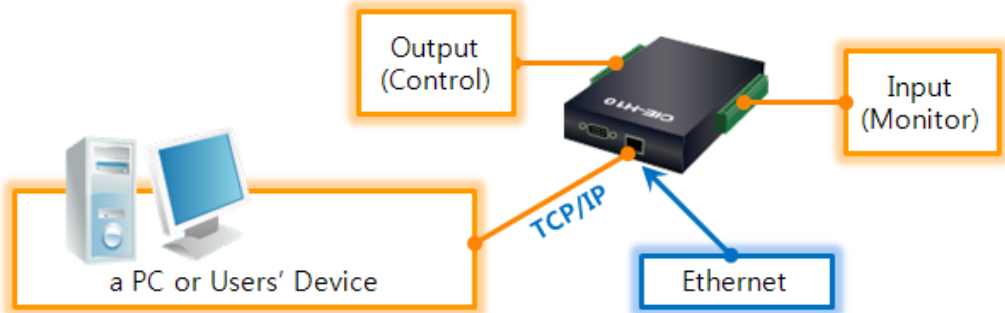 Output
(Control)
Input
(Monitor)
CIE-H10
TCP/IP
a PC or Users' Device
Ethernet